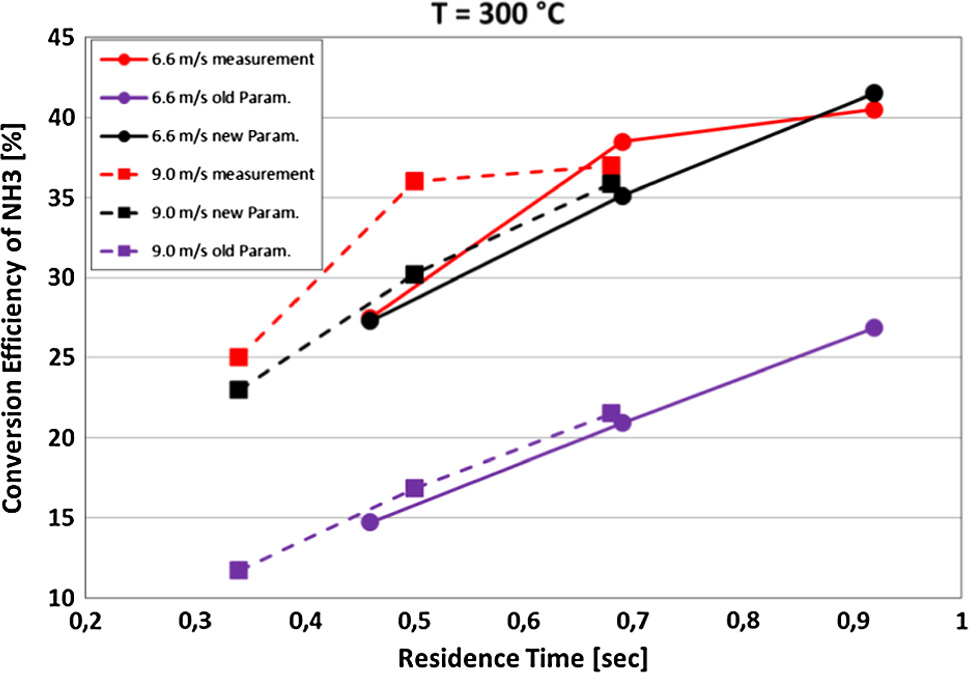 T = 300 °C
Conversion Efficiency of NH3 [%]
45
40
35
30
25
20
15
10
6.6 m/s measurement
6.6 m/s old Param.
6.6 m/s new Param.
9.0 m/s measurement
9.0 m/s new Param.
9.0 m/s old Param.
0,2 0,3 0,4 0,5 0,6 0,7 0,8 0,9 1
Residence Time [sec]